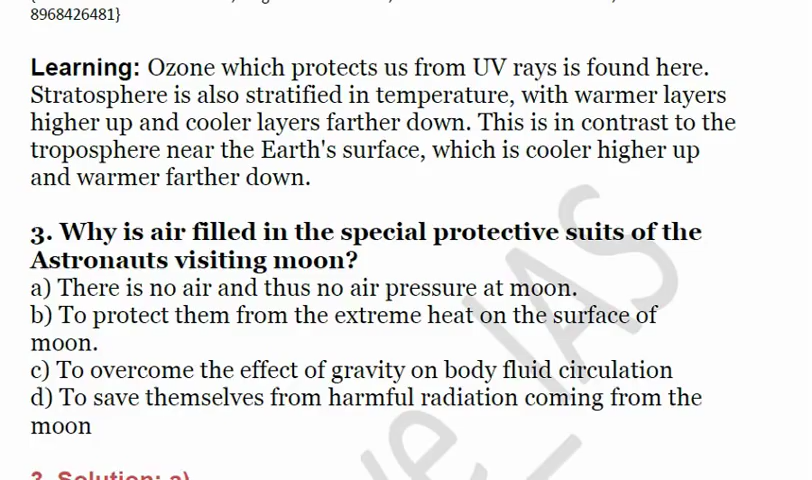 8968426481}
Learning: Ozone which protects us from UV rays is found here.
Stratosphere is also stratified in temperature, with warmer layers
higher up and cooler layers farther down. This is in contrast to the
troposphere near the Earth's surface, which is cooler higher up
and warmer farther down.
3. Why is air filled in the special protective suits of the
Astronauts visiting moon?
a) There is no air and thus no air pressure at moon.
b) To protect them from the extreme heat on the surface of
moon.
c) To overcome the effect of gravity on body fluid circulation
d) To save themselves from harmful radiation coming from the
moon
3. Solution: a)
IAS